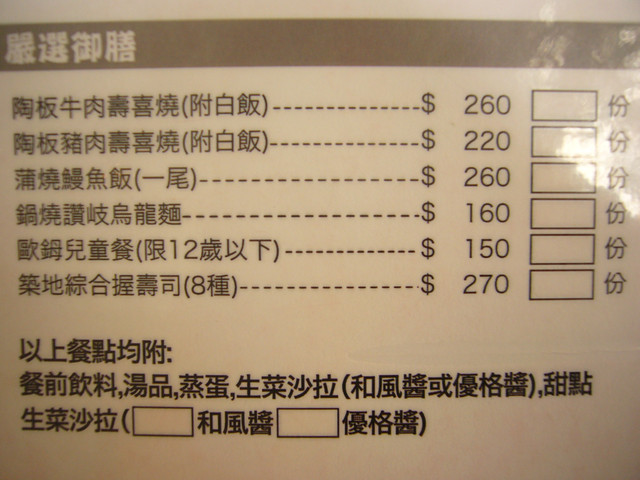 嚴選御膳
陶板牛肉壽喜燒(附白飯)--------------------$ 260 份
陶板豬肉壽喜燒(附白飯)--------------------$ 220 份
蒲燒鰻魚飯(一尾)------------------------------$ 260 份
鍋燒讚岐烏龍麵--------------------------------$ 160 份
歐姆兒童餐(限12歲以下)------------------$ 150 份
築地綜合握壽司(8種)-------------------------$ 270 份
以上餐點均附:
餐前飲料,湯品,蒸蛋,生菜沙拉(和風醬或優格醬),甜點
生菜沙拉( 和風醬 優格醬)